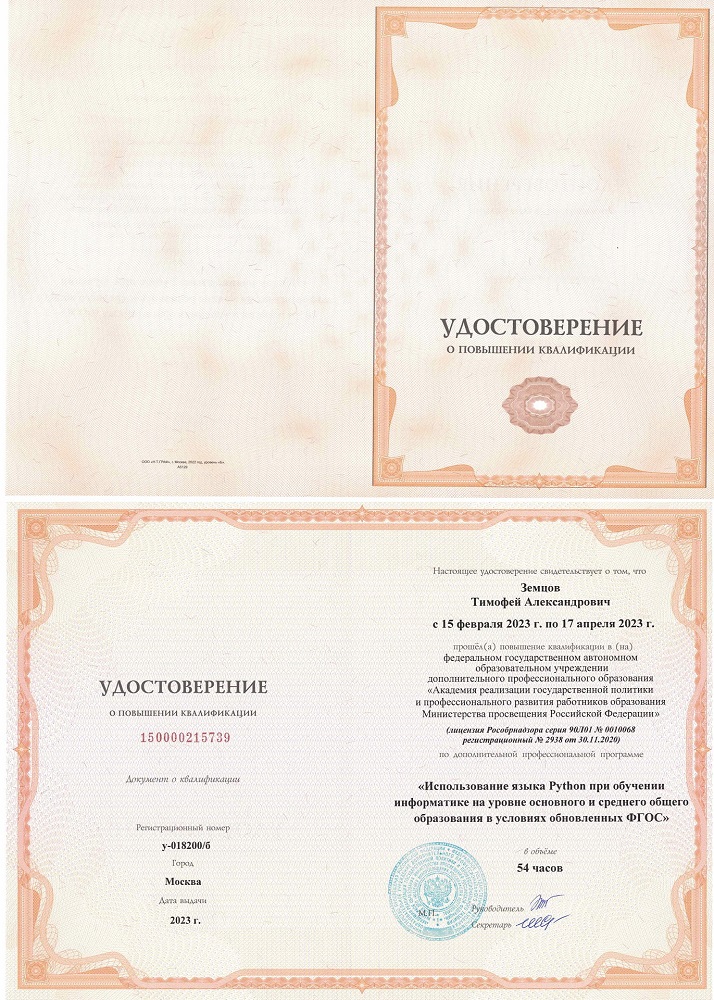 УДОСТОВЕРЕНИЕ
О ПОВЫШЕНИИ КВАЛИФИКАЦИИ
УДОСТОВЕРЕНИЕ
О ПОВЫШЕНИИ КВАЛИФИКАЦИИ
150000215739
Документ о квалификации
Регистрационный номер
у-018200/б
Город
Москва
Дата выдачи
2023 г.
Настоящее удостоверение свидетельствует о том, что
Земцов
Тимофей Александрович
с 15 февраля 2023 г. по 17 апреля 2023 г.
прошёл(а) повышение квалификации в (на)
федеральном государственном автономном
образовательном учреждении
дополнительного профессионального образования
«Академия реализации государственной политики
и профессионального развития работников образования
Министерства просвещения Российской Федерации»
(лицензия Рособрнадзора серия 90Л01 № 0010068
регистрационный № 2938 от 30.11.2020)
по дополнительной профессиональной программе
«Использование языка Python при обучении
информатике на уровне основного и среднего общего
образования в условиях обновленных ФГОС»
в объёме
54 часов
М.П.
Руководитель
Секретарь